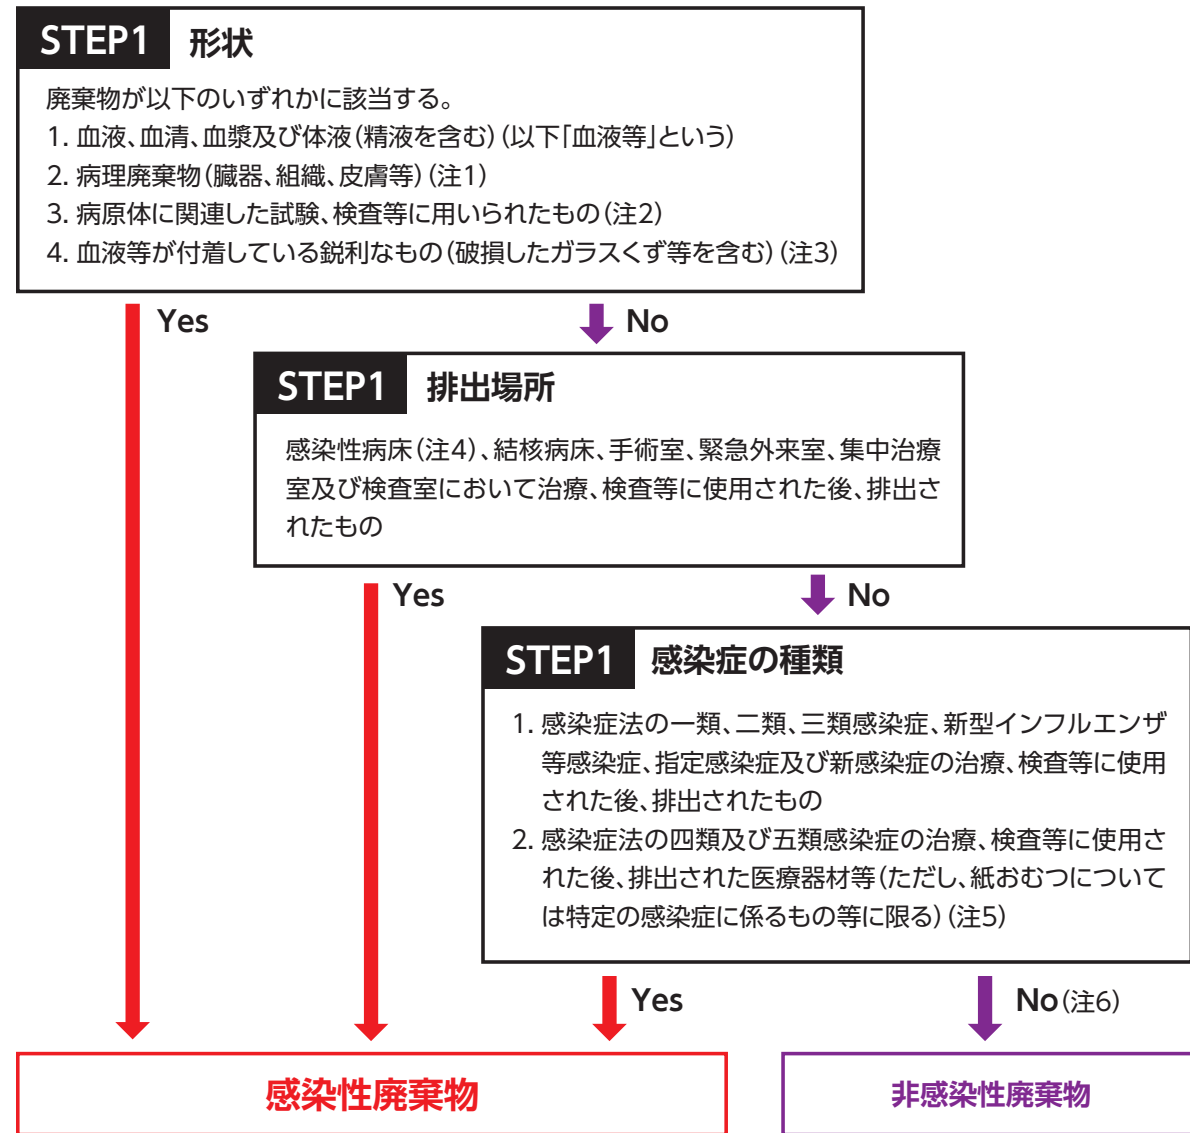 STEP1 形状
廃棄物が以下のいずれかに該当する。
1. 血液、血清、血漿及び体液(精液を含む)(以下「血液等」という)
2. 病理廃棄物(臓器、組織、皮膚等)(注1)
3. 病原体に関連した試験、検査等に用いられたもの(注2)
4. 血液等が付着している鋭利なもの(破損したガラスくず等を含む)(注3)
Yes
No
STEP1 排出場所
感染性病床(注4)、結核病床、手術室、緊急外来室、集中治療
室及び検査室において治療、検査等に使用された後、排出さ
れたもの
Yes
No
STEP1 感染症の種類
1. 感染症法の一類、二類、三類感染症、新型インフルエンザ
等感染症、指定感染症及び新感染症の治療、検査等に使用
された後、排出されたもの
2. 感染症法の四類及び五類感染症の治療、検査等に使用さ
れた後、排出された医療器材等(ただし、紙おむつについて
は特定の感染症に係るもの等に限る)(注5)
Yes
No(注6)
感染性廃棄物
非感染性廃棄物